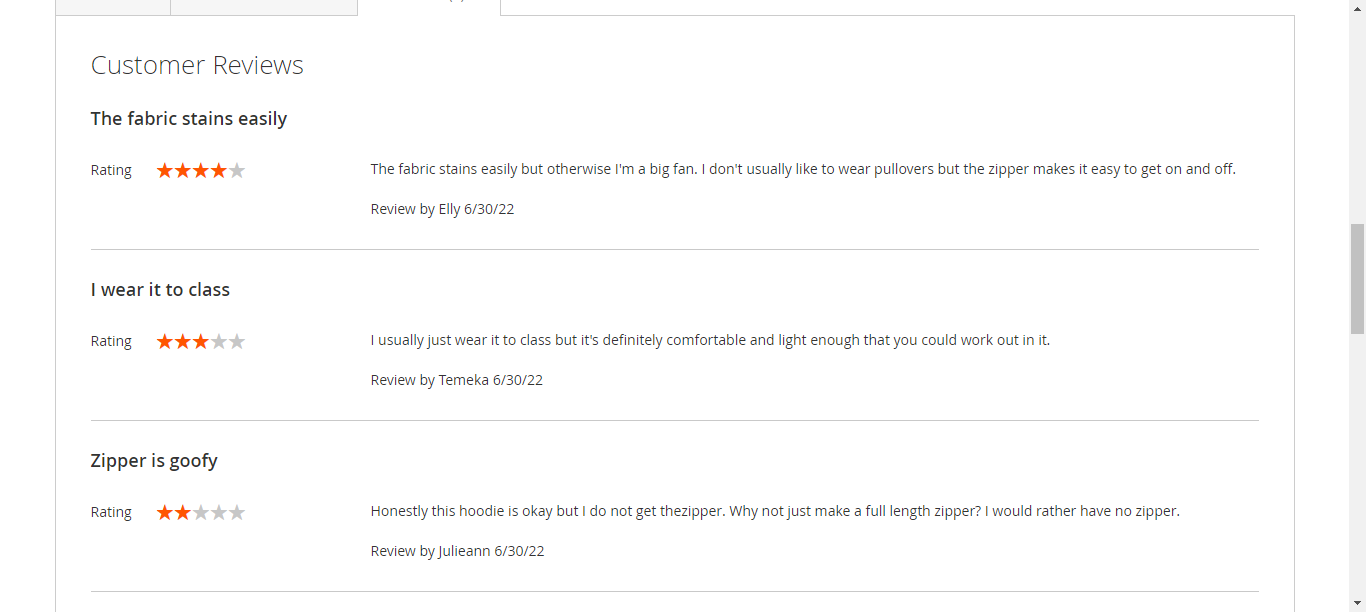 Customer Reviews
The fabric stains easily
Rating
The fabric stains easily but otherwise I'm a big fan. I don't usually like to wear pullovers but the zipper makes it easy to get on and off.
Review by Elly 6/30/22
I wear it to class
Rating
I usually just wear it to class but it's definitely comfortable and light enough that you could work out in it.
Review by Temeka 6/30/22
Zipper is goofy
Rating
Honestly this hoodie is okay but I do not get thezipper. Why not just make a full length zipper? I would rather have no zipper.
Review by Julieann 6/30/22